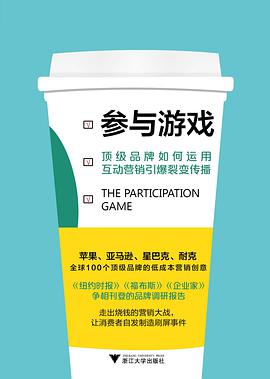 参与游戏
顶级品牌如何运用
互动营销引爆裂变传播
THE PARTICIPATION
GAME
苹果、亚马逊、星巴克、耐克
全球100个顶级品牌的低成本营销创意
《纽约时报》《福布斯》《企业家》
争相刊登的品牌调研报告
走出烧钱的营销大战，
让消费者自发制造刷屏事件
ZHEJIANG UNIVERSITY PRESS
浙江大学出版社